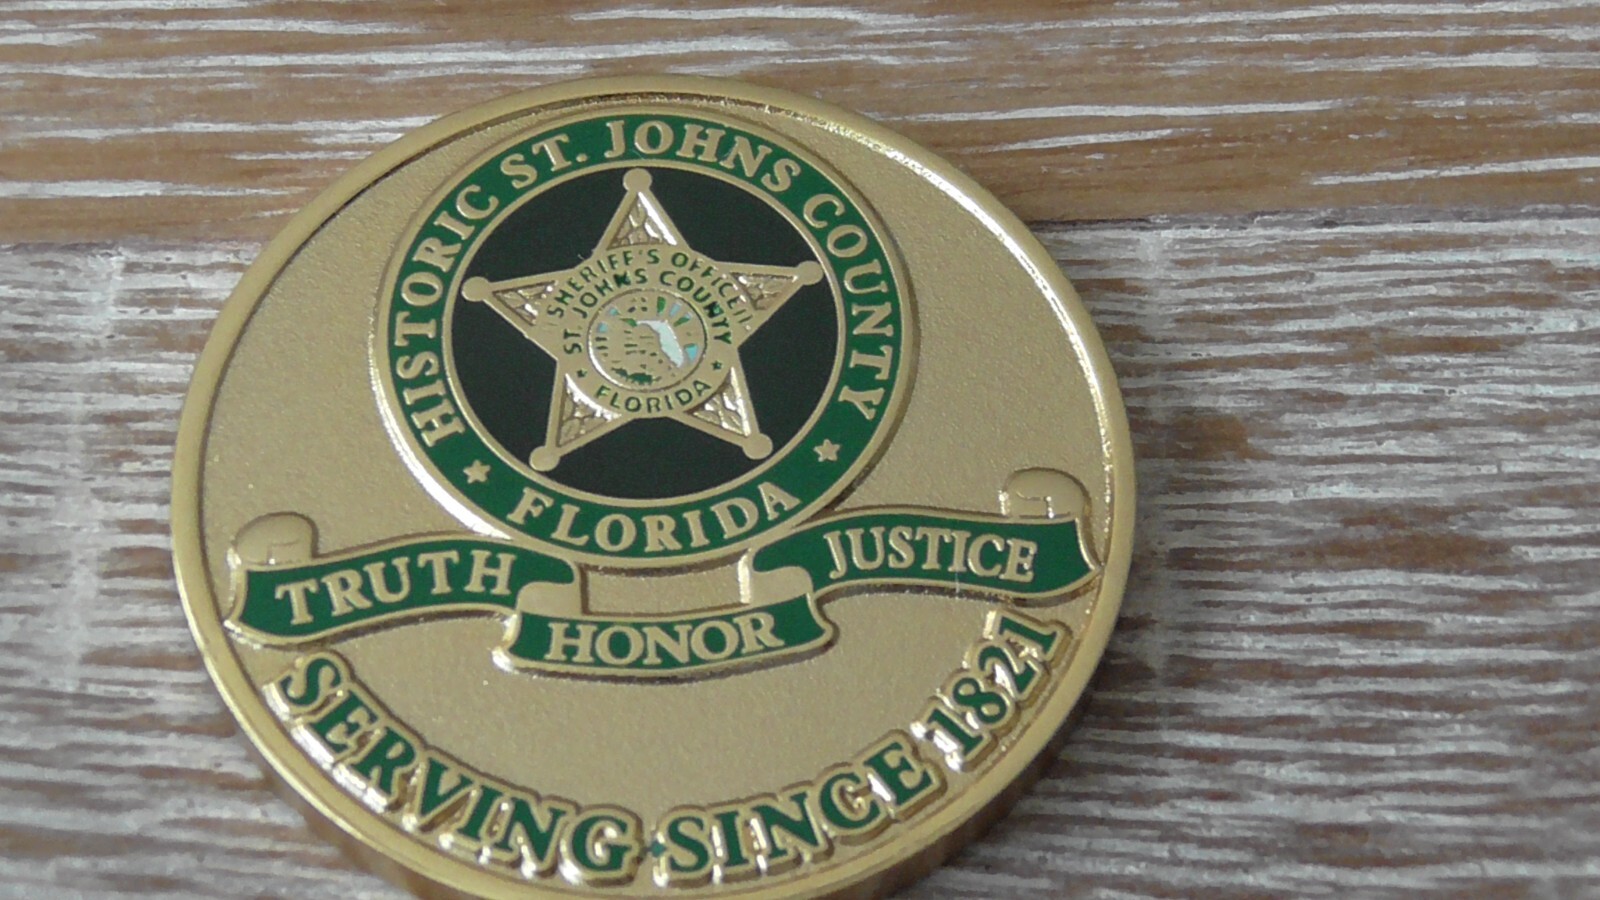 HISTORIC ST. JOHNS COUNTY
SHERIFF'S OFFICE
ST. JOHNS COUNTY
FLORIDA
FLORIDA
TRUTH
HONOR
JUSTICE
SERVING SINCE 1821